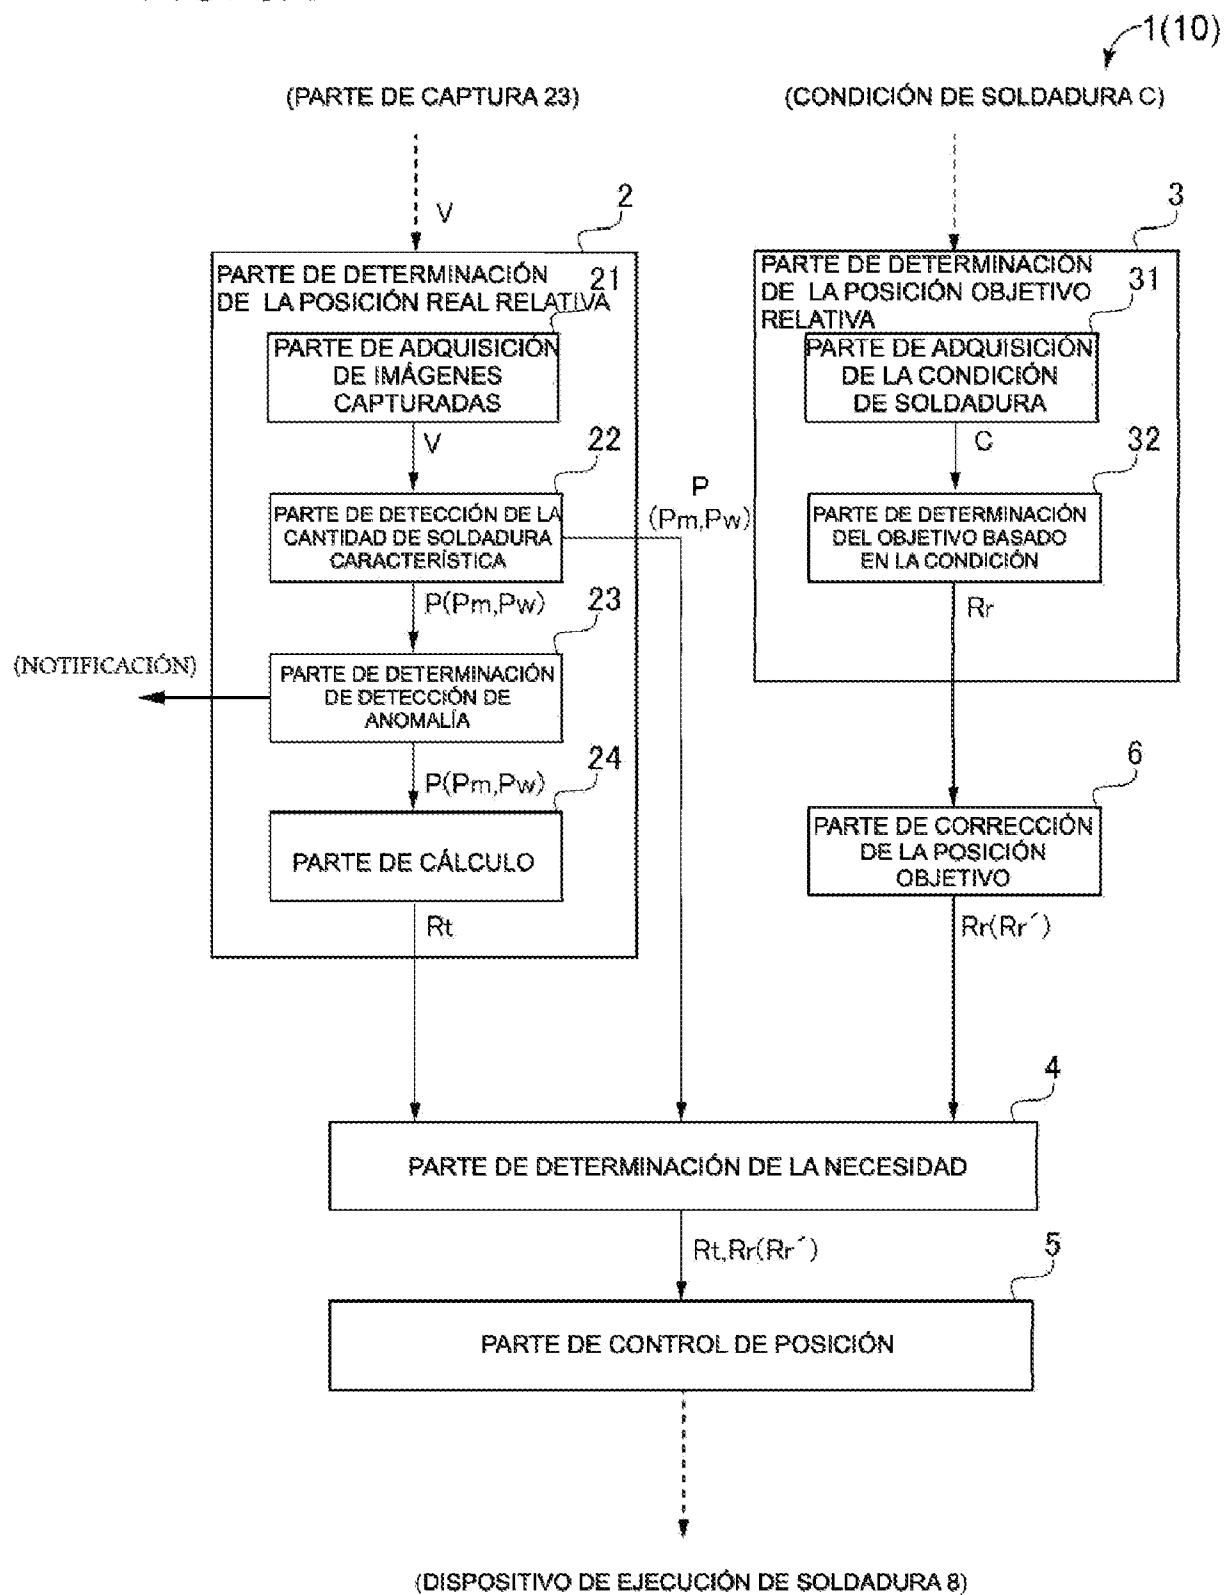 1(10)
(PARTE DE CAPTURA 23)
(CONDICIÓN DE SOLDADURA C)
V
2
3
PARTE DE DETERMINACIÓN
DE LA POSICIÓN REAL RELATIVA
21
PARTE DE DETERMINACIÓN
DE LA POSICIÓN OBJETIVO
RELATIVA
31
PARTE DE ADQUISICIÓN
DE IMÁGENES
CAPTURADAS
PARTE DE ADQUISICIÓN
DE LA CONDICIÓN
DE SOLDADURA
V
22
C
32
P
(Pm,Pw)
PARTE DE DETECCIÓN DE LA
CANTIDAD DE SOLDADURA
CARACTERÍSTICA
PARTE DE DETERMINACIÓN
DEL OBJETIVO BASADO
EN LA CONDICIÓN
P(Pm,Pw)
23
Rr
(NOTIFICACIÓN)
PARTE DE DETERMINACIÓN
DE DETECCIÓN DE
ANOMALÍA
P(Pm,Pw)
24
6
PARTE DE CÁLCULO
PARTE DE CORRECCIÓN
DE LA POSICIÓN
OBJETIVO
Rt
Rr(Rr´)
4
PARTE DE DETERMINACIÓN DE LA NECESIDAD
Rt,Rr(Rr´)
5
PARTE DE CONTROL DE POSICIÓN
(DISPOSITIVO DE EJECUCIÓN DE SOLDADURA 8)